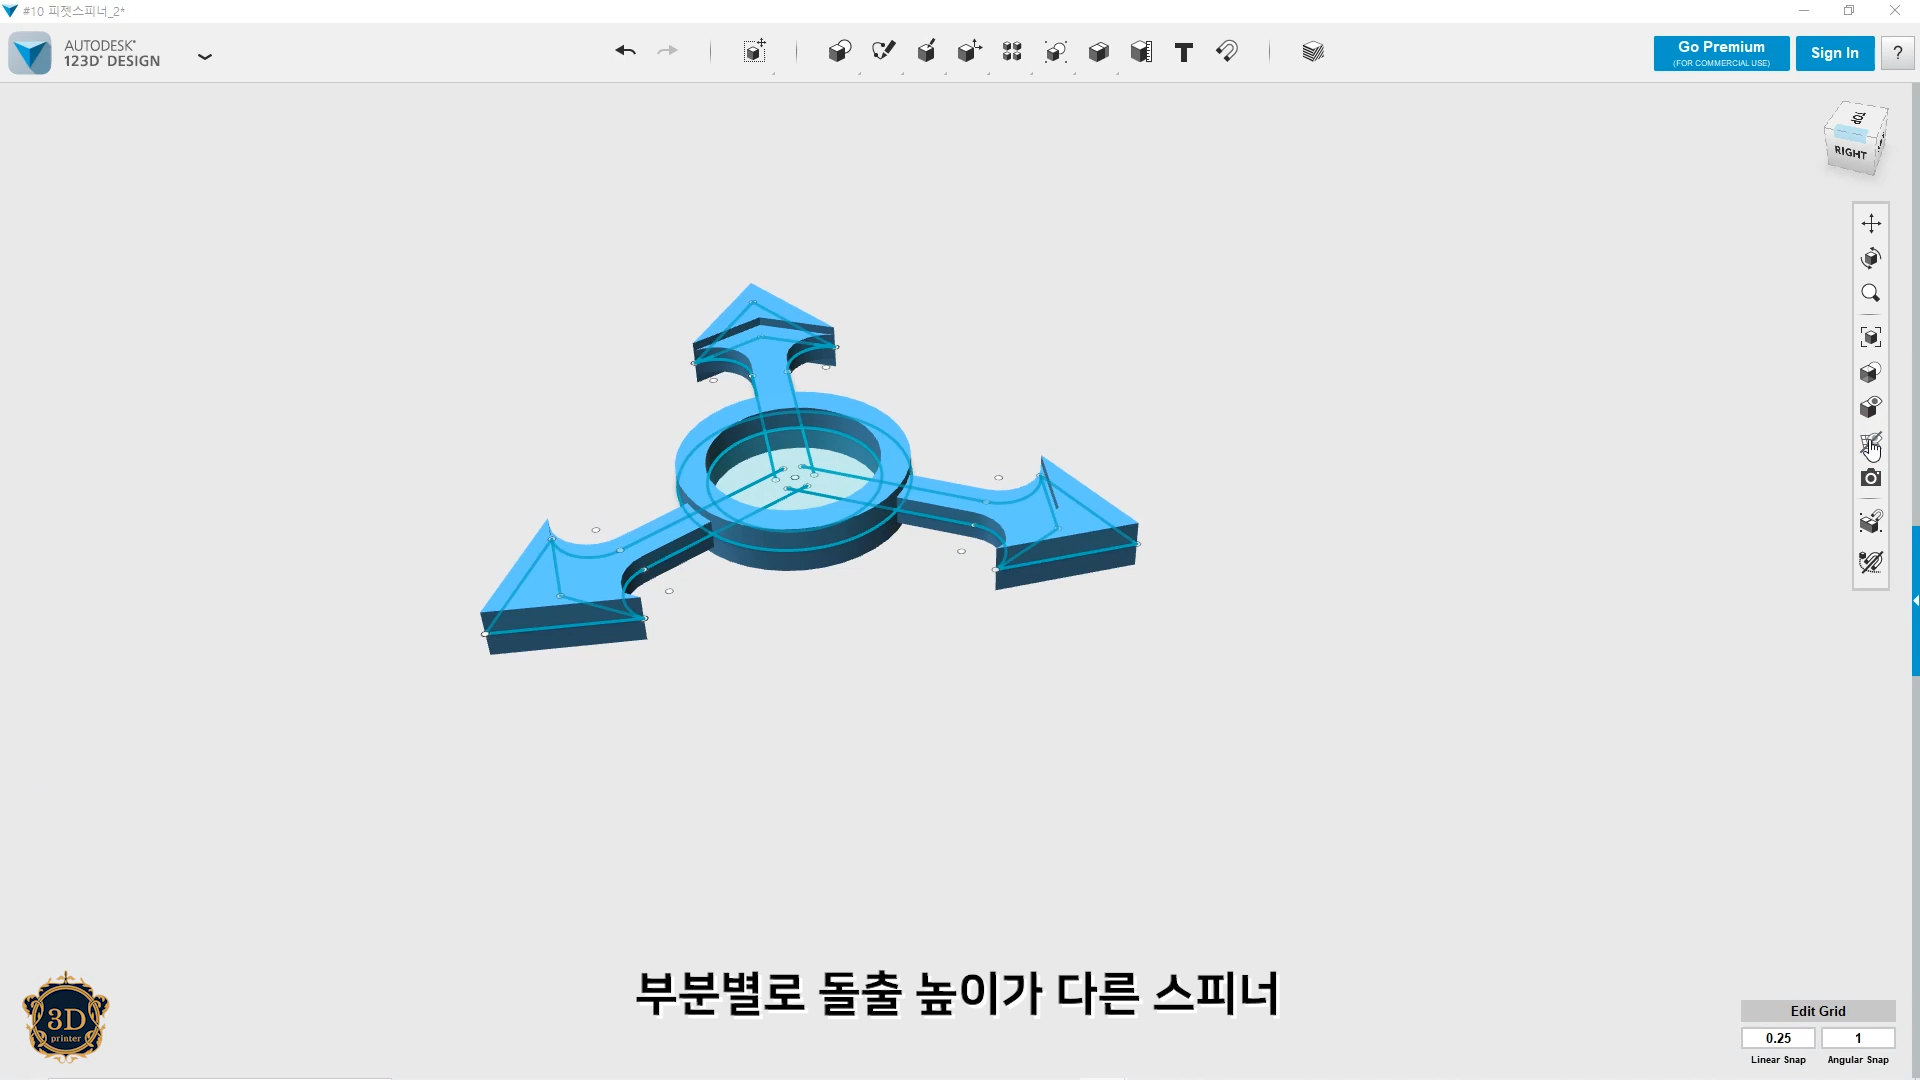 #10 피젯스피너_2*
AUTODESK®
123D® DESIGN
Go Premium
(FOR COMMERCIAL USE)
Sign In
?
TOP
RIGHT
부분별로 돌출 높이가 다른 스피너
3D
printer
Edit Grid
0.25
1
Linear Snap
Angular Snap